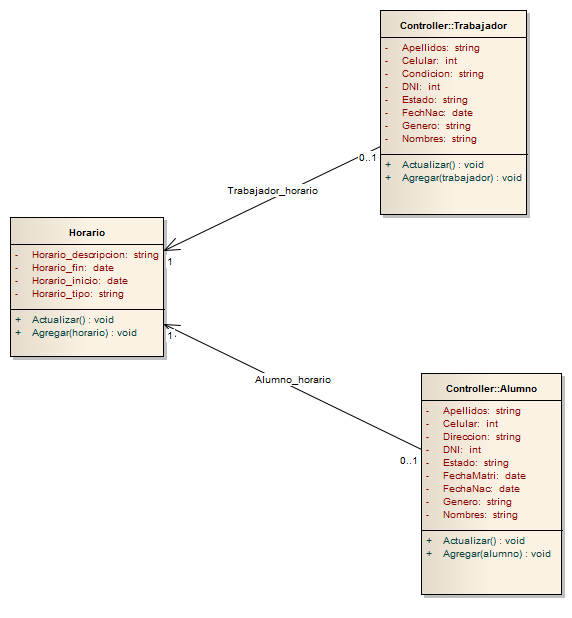 Controller::Trabajador
- Apellidos: string
- Celular: int
- Condicion: string
- DNI: int
- Estado: string
- FechNac: date
- Genero: string
- Nombres: string
+ Actualizar() : void
+ Agregar(trabajador) : void
0..1
Trabajador_horario
1
Horario
- Horario_descripcion: string
- Horario_fin: date
- Horario_inicio: date
- Horario_tipo: string
+ Actualizar() : void
+ Agregar(horario) : void
1..
Alumno_horario
0..1
Controller::Alumno
- Apellidos: string
- Celular: int
- Direccion: string
- DNI: int
- Estado: string
- FechaMatri: date
- FechaNac: date
- Genero: string
- Nombres: string
+ Actualizar() : void
+ Agregar(alumno) : void